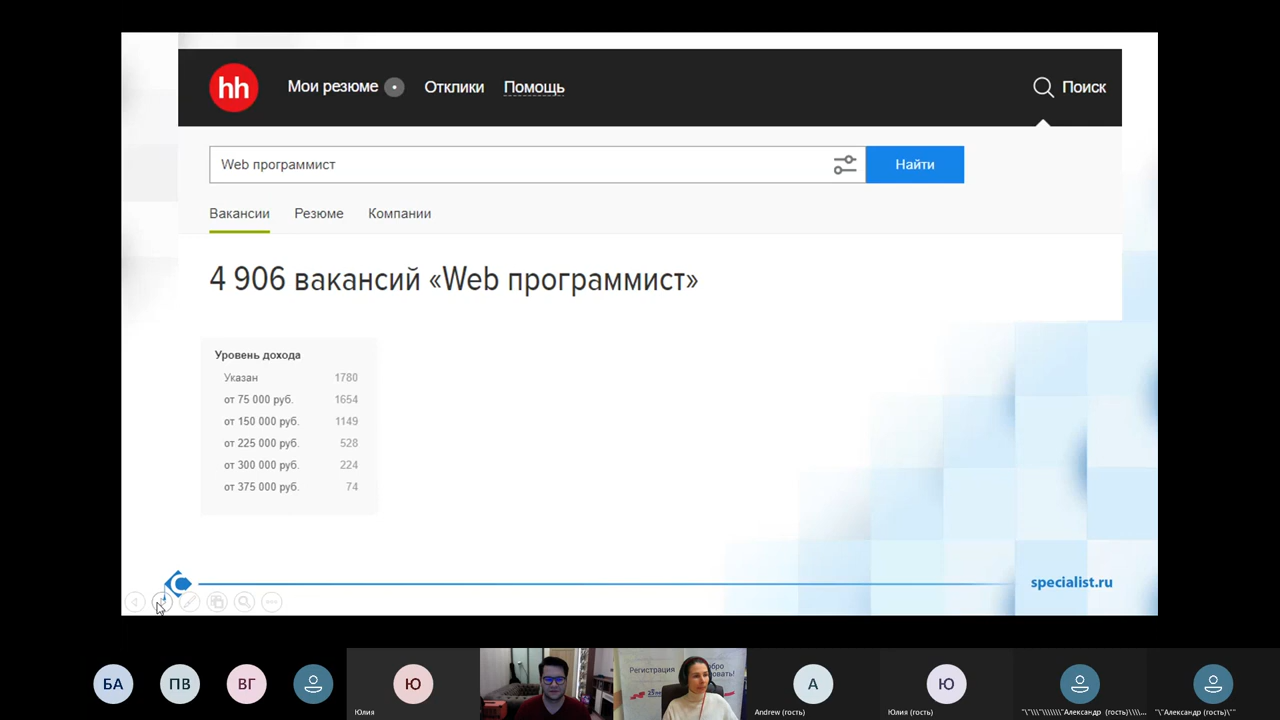 hh Мои резюме Отклики Помощь Поиск
Web программист Найти
Вакансии Резюме Компании
4 906 вакансий «Web программист»
Уровень дохода
Указан 1780
от 75 000 руб. 1654
от 150 000 руб. 1149
от 225 000 руб. 528
от 300 000 руб. 224
от 375 000 руб. 74
specialist.ru
БА ПВ ВГ Ю А Ю
Регистрация
Юлия Andrew (гость) Юлия (гость)